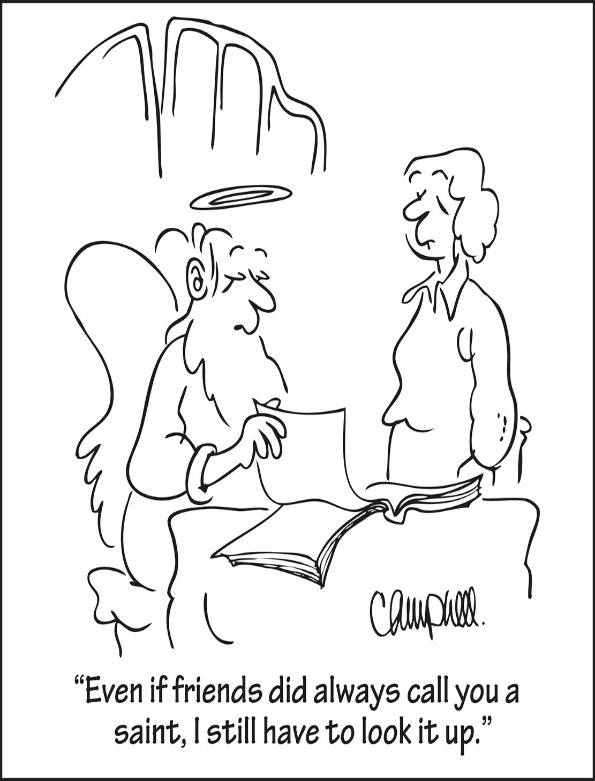 Campbell.
"Even if friends did always call you a
saint, I still have to look it up."